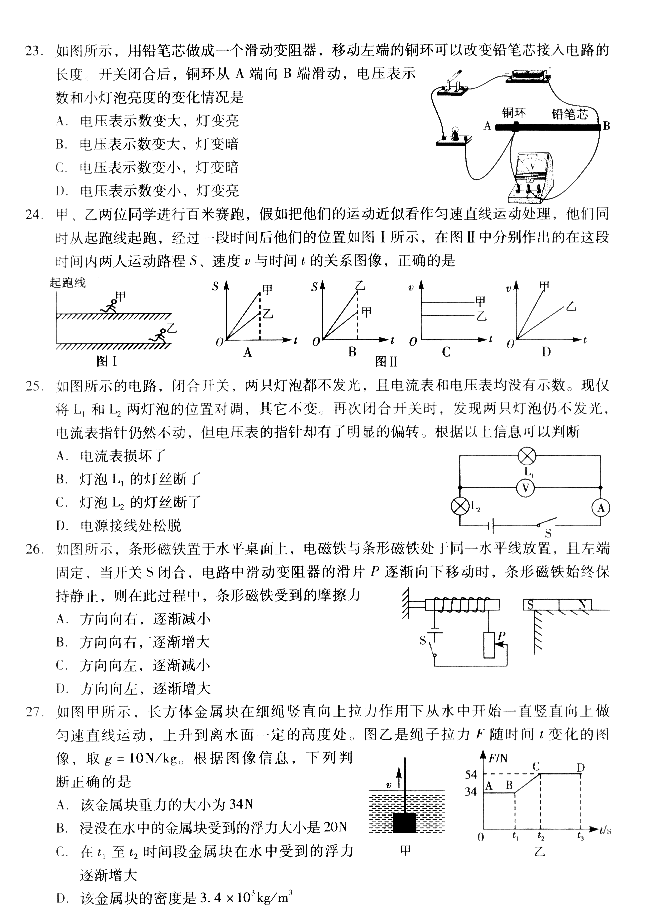 23. 如图所示，用铅笔芯做成一个滑动变阻器，移动左端的铜环可以改变铅笔芯接入电路的
长度 开关闭合后，铜环从 A 端向 B 端滑动，电压表示
数和小灯泡亮度的变化情况是
铜环 铅笔芯
A B
A. 电压表示数变大，灯变亮
B. 电压表示数变大，灯变暗
C. 电压表示数变小，灯变暗
D. 电压表示数变小，灯变亮
24. 甲、乙两位同学进行百米赛跑，假如把他们的运动近似看作匀速直线运动处理，他们同
时从起跑线起跑，经过一段时间后他们的位置如图Ⅰ所示，在图Ⅱ中分别作出的在这段
时间内两人运动路程 S、速度 v 与时间 t 的关系图像，正确的是
起跑线
甲 乙
图Ⅰ
S 甲 乙 O t A
S 乙 甲 O t B
v 甲 乙 O t C
v 甲 乙 O t D
图Ⅱ
25. 如图所示的电路，闭合开关，两只灯泡都不发光，且电流表和电压表均没有示数。现仅
将 L₁ 和 L₂ 两灯泡的位置对调，其它不变。再次闭合开关时，发现两只灯泡仍不发光，
电流表指针仍然不动，但电压表的指针却有了明显的偏转。根据以上信息可以判断
A. 电流表损坏了
B. 灯泡 L₁ 的灯丝断了
C. 灯泡 L₂ 的灯丝断了
D. 电源接线处松脱
L₁
V
L₂ A
S
26. 如图所示，条形磁铁置于水平桌面上，电磁铁与条形磁铁处于同一水平线放置，且左端
固定，当开关 S 闭合，电路中滑动变阻器的滑片 P 逐渐向下移动时，条形磁铁始终保
持静止，则在此过程中，条形磁铁受到的摩擦力
A. 方向向右，逐渐减小
B. 方向向右，逐渐增大
C. 方向向左，逐渐减小
D. 方向向左，逐渐增大
S N
S P
27. 如图甲所示，长方体金属块在细绳竖直向上拉力作用下从水中开始一直竖直向上做
匀速直线运动，上升到离水面一定的高度处。图乙是绳子拉力 F 随时间 t 变化的图
像，取 g = 10N/kg。根据图像信息，下列判
断正确的是
A. 该金属块重力的大小为 34N
B. 浸没在水中的金属块受到的浮力大小是 20N
C. 在 t₁ 至 t₂ 时间段金属块在水中受到的浮力
逐渐增大
D. 该金属块的密度是 3.4 × 10³kg/m³
v
甲
F/N
54 C D
34 A B
0 t₁ t₂ t₃ t/s
乙